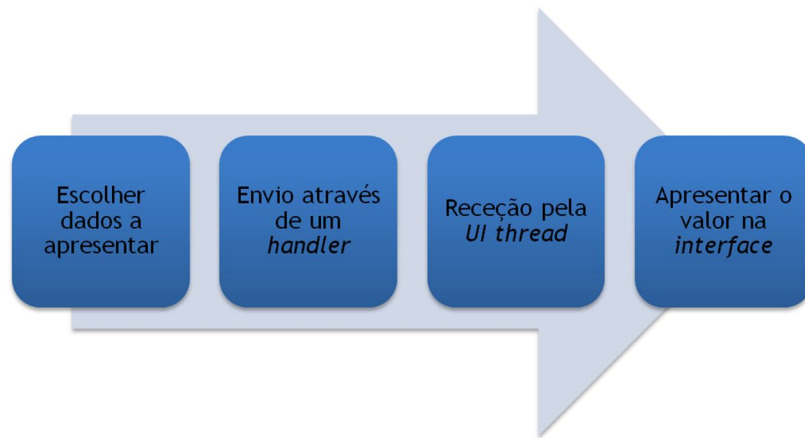 Escolher
dados a
apresentar
Envio através
de um
handler
Receção pela
UI thread
Apresentar o
valor na
interface